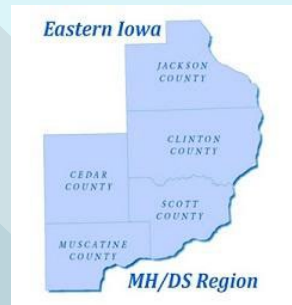 Eastern Iowa
JACKSON
COUNTY
CLINTON
COUNTY
CEDAR
COUNTY
SCOTT
COUNTY
MUSCATINE
COUNTY
MH/DS Region